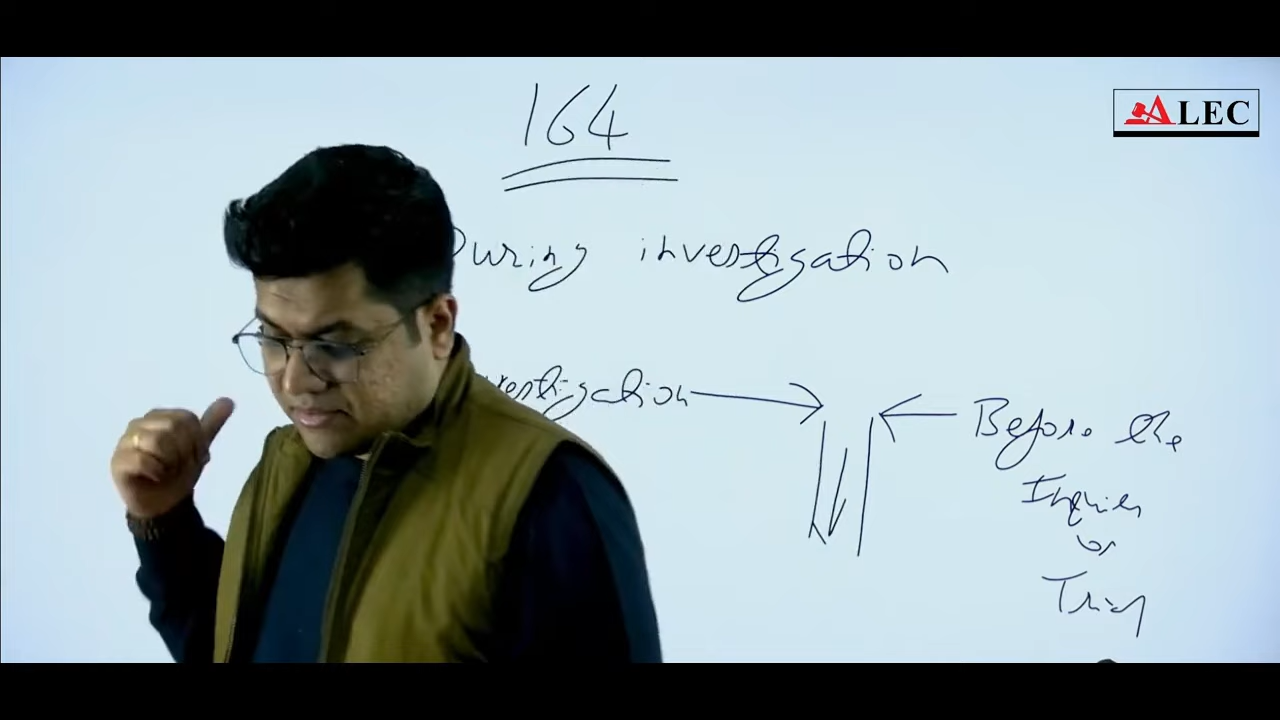 ALEC
164
During investigation
vestigation
Before the
Inquiry
or
Trial